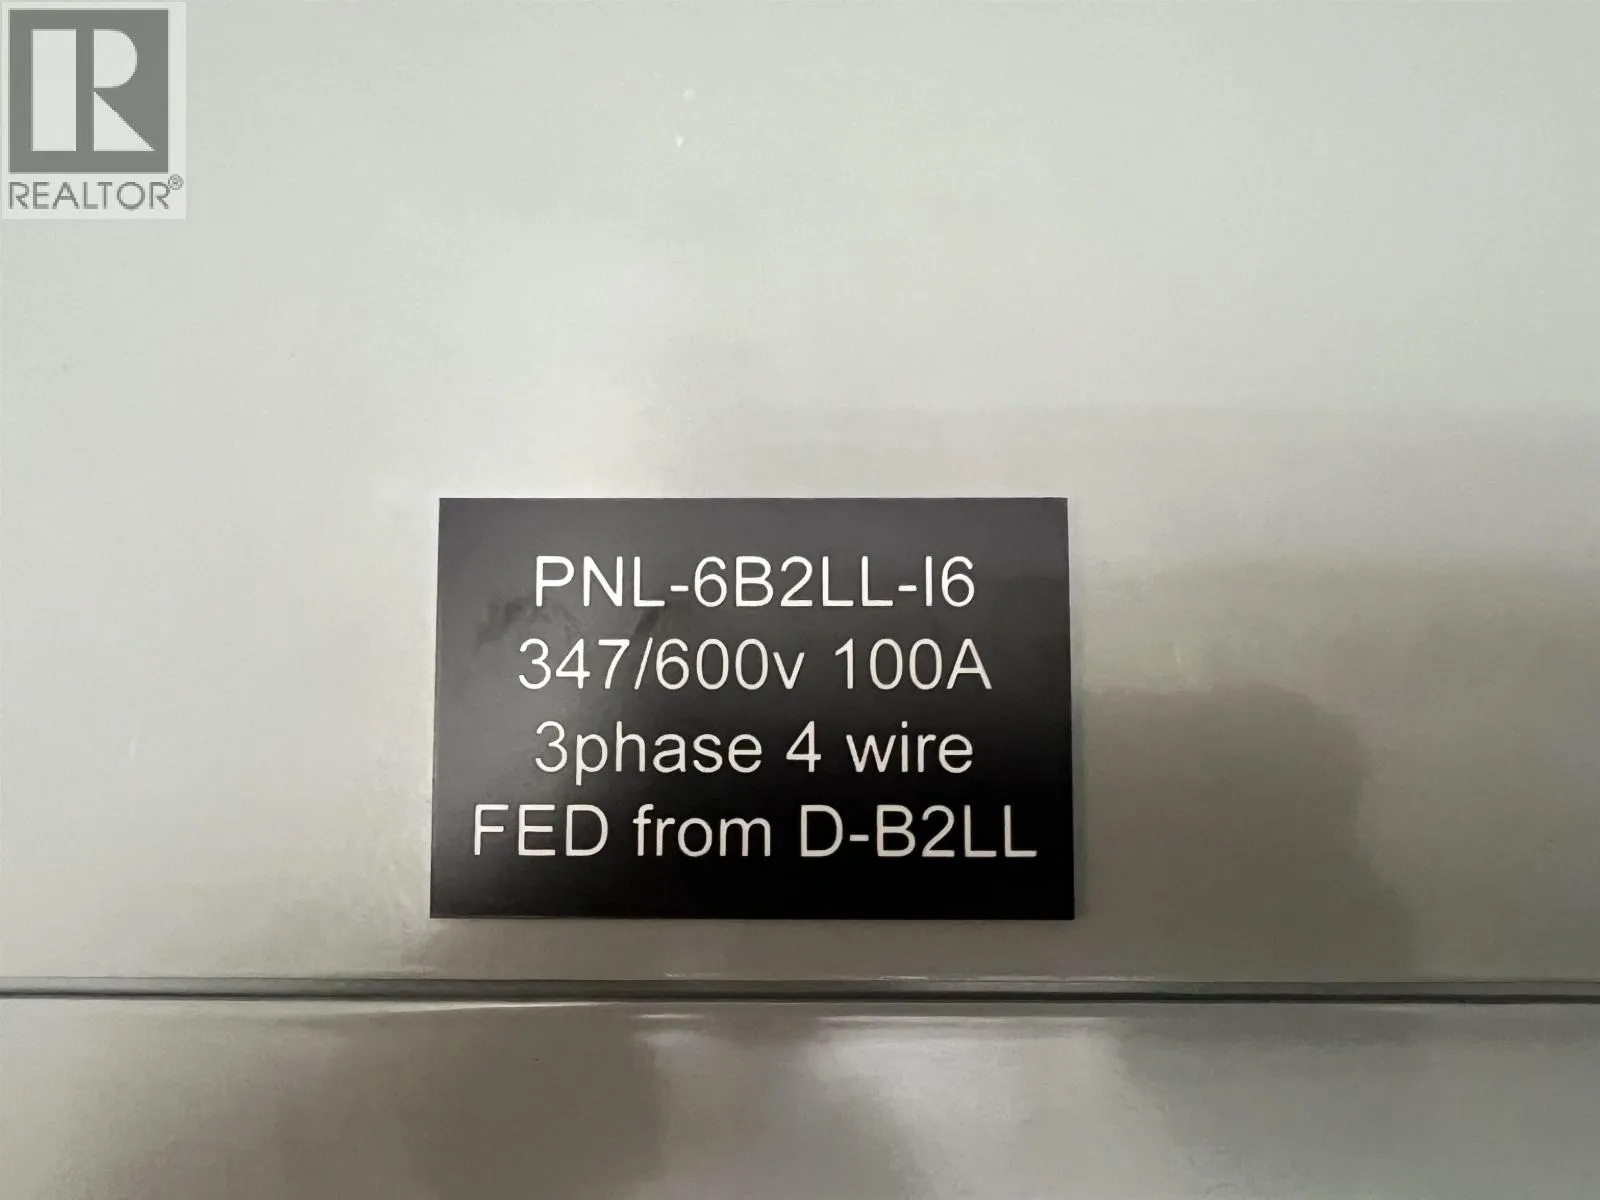 REALTOR®
PNL-6B2LL-I6
347/600v 100A
3phase 4 wire
FED from D-B2LL